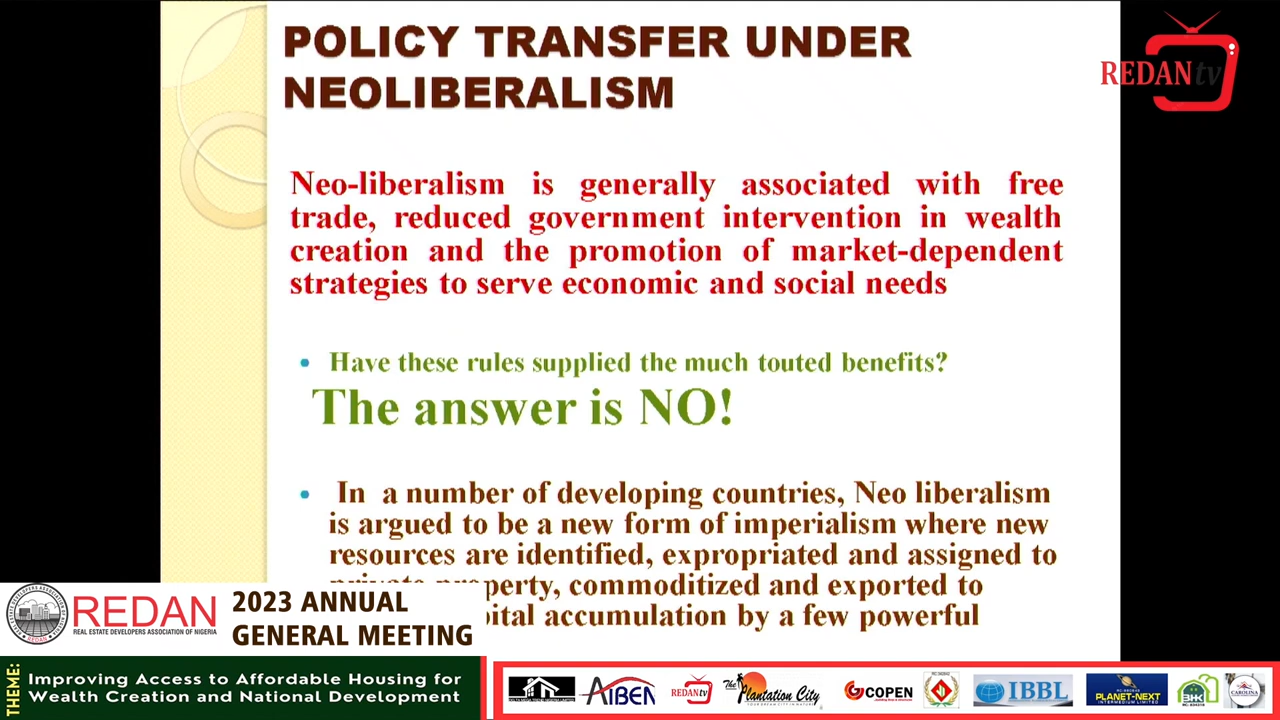 POLICY TRANSFER UNDER
NEOLIBERALISM
REDANtv
Neo-liberalism is generally associated with free
trade, reduced government intervention in wealth
creation and the promotion of market-dependent
strategies to serve economic and social needs
• Have these rules supplied the much touted benefits?
The answer is NO!
• In a number of developing countries, Neo liberalism
is argued to be a new form of imperialism where new
resources are identified, expropriated and assigned to
private property, commoditized and exported to
accumulation by a few powerful
REDAN
REAL ESTATE DEVELOPERS ASSOCIATION OF NIGERIA
2023 ANNUAL
GENERAL MEETING
THEME:
Improving Access to Affordable Housing for
Wealth Creation and National Development
AIBEN
REDANtv
The Plantation City
COPEN
IBBL
PLANET-NEXT
INTERMEDIUM LIMITED
BHK
CAROLINA